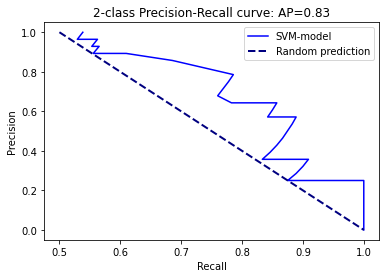 2-class Precision-Recall curve: AP=0.83
SVM-model
Random prediction
Precision
1.0
0.8
0.6
0.4
0.2
0.0
0.5 0.6 0.7 0.8 0.9 1.0
Recall